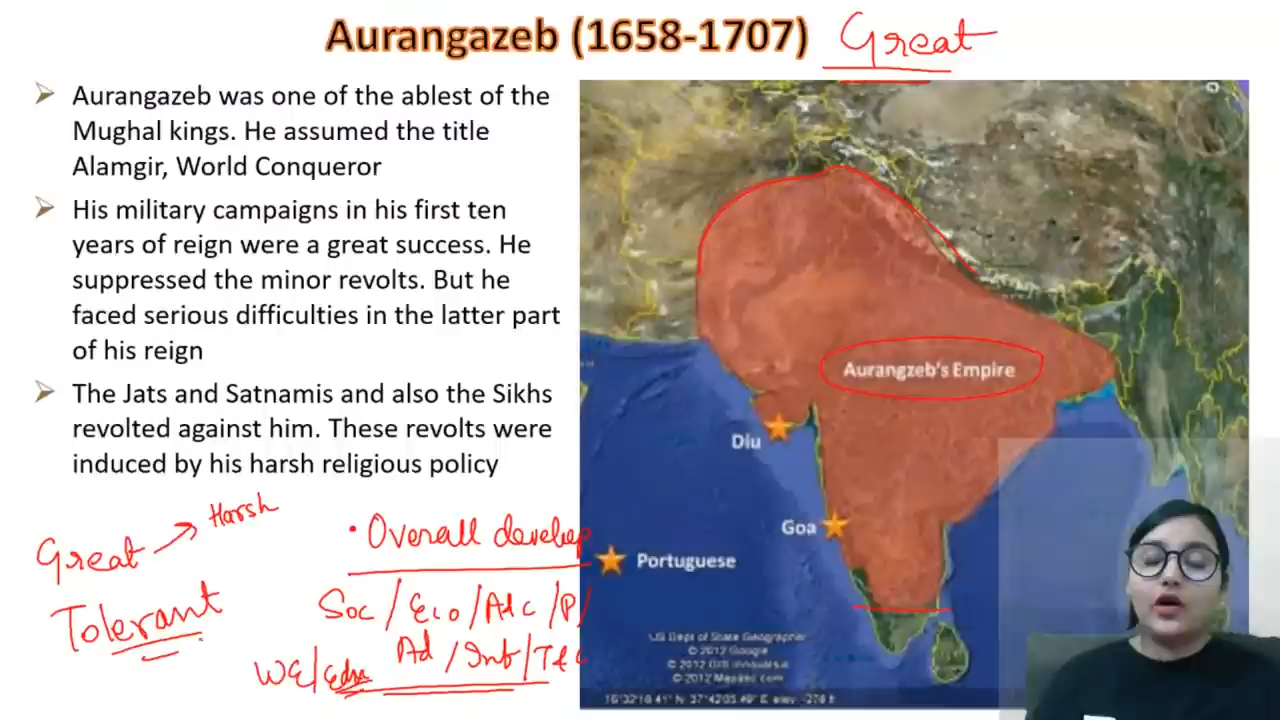 Aurangazeb (1658-1707) Great
Aurangazeb was one of the ablest of the
Mughal kings. He assumed the title
Alamgir, World Conqueror
His military campaigns in his first ten
years of reign were a great success. He
suppressed the minor revolts. But he
faced serious difficulties in the latter part
of his reign
The Jats and Satnamis and also the Sikhs
revolted against him. These revolts were
induced by his harsh religious policy
Harsh
Great
Tolerant
• Overall develop
Soc / Eco / A&C / P /
Ad / Int / T&C
WE/Edu
Aurangzeb's Empire
Diu
Goa
Portuguese
US Dept of State Geographer
© 2012 Google
© 2012 Mapabc.com